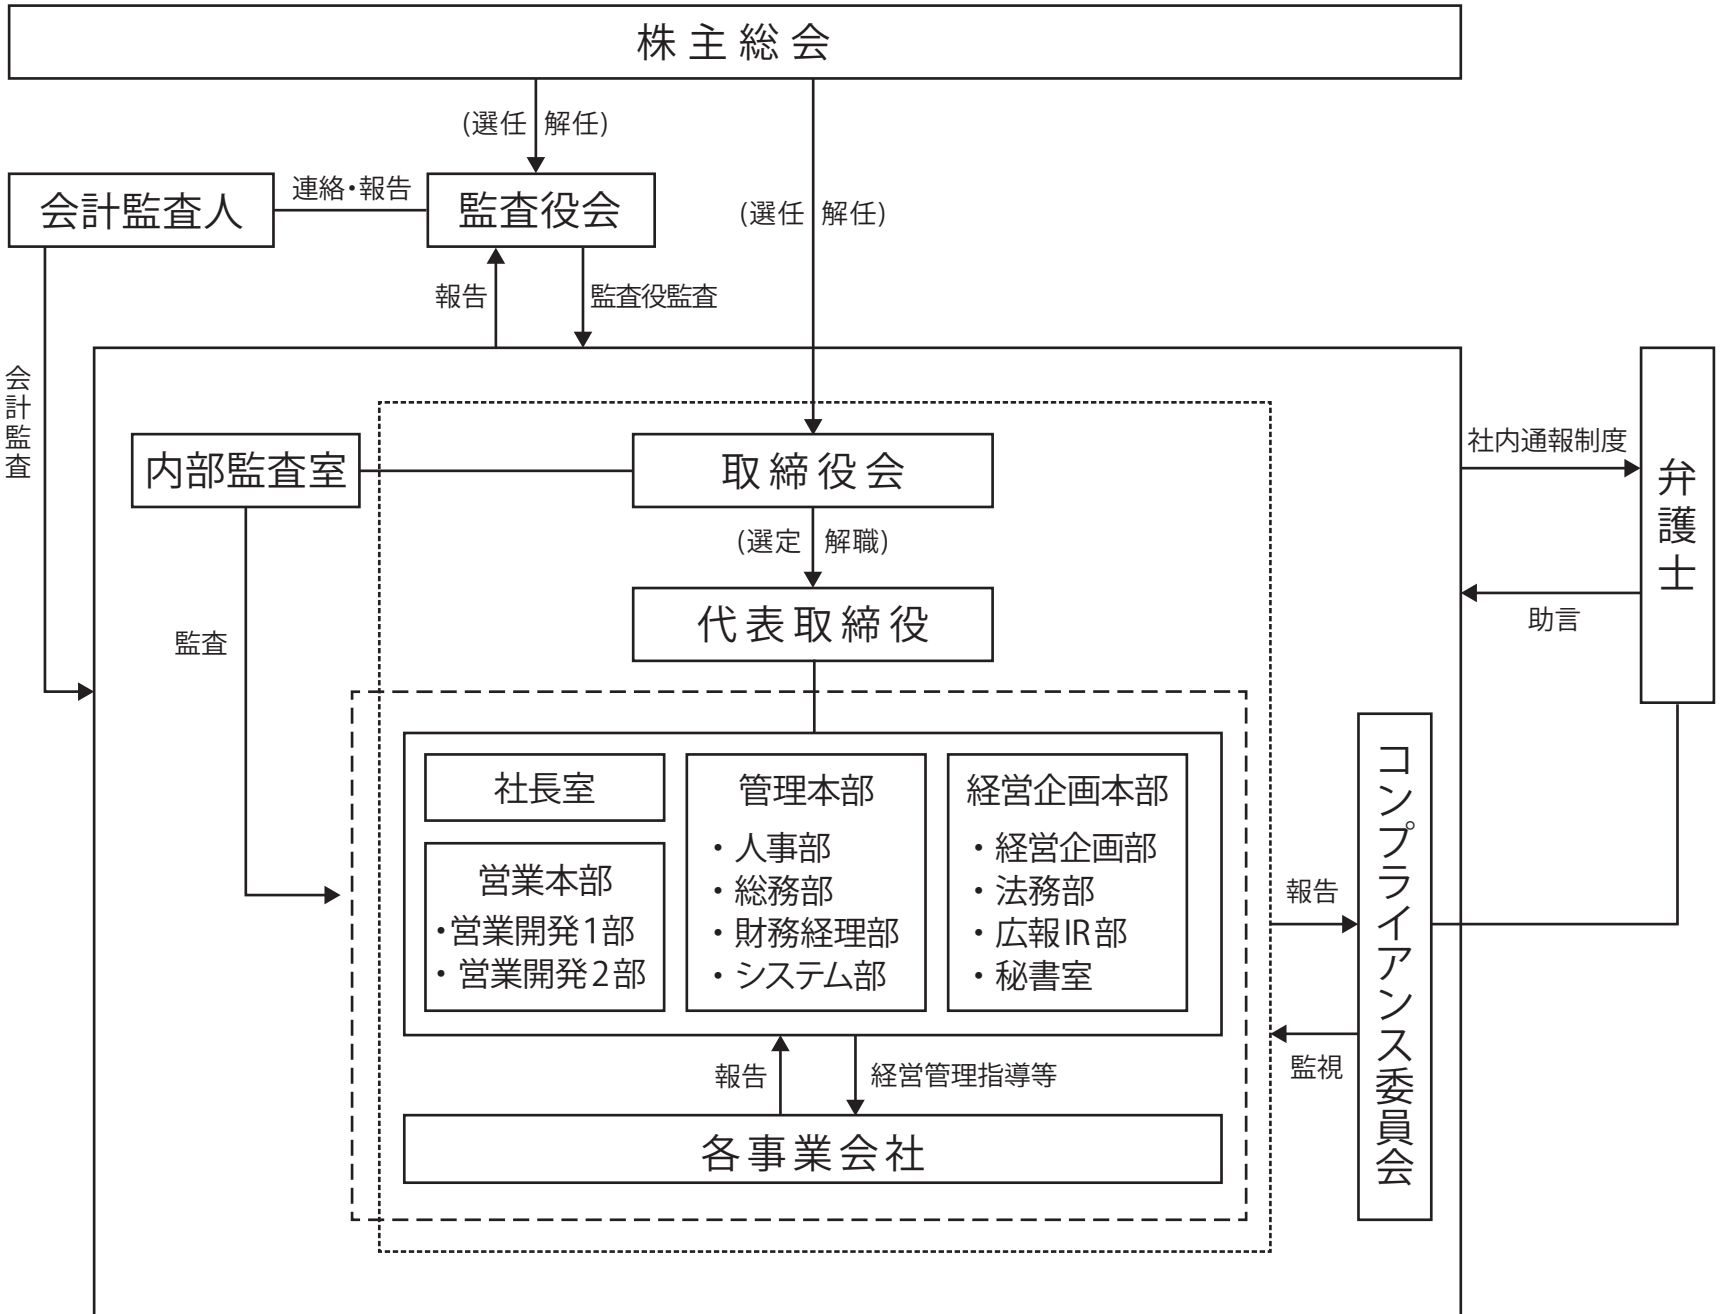 株主総会
(選任 解任)
会計監査人
連絡・報告
監査役会
(選任 解任)
報告
監査役監査
会計監査
内部監査室
取締役会
社内通報制度
弁護士
(選定 解職)
助言
代表取締役
監査
社長室
管理本部
・人事部
・総務部
・財務経理部
・システム部
経営企画本部
・経営企画部
・法務部
・広報IR部
・秘書室
営業本部
・営業開発1部
・営業開発2部
報告
コンプライアンス委員会
監視
報告
経営管理指導等
各事業会社